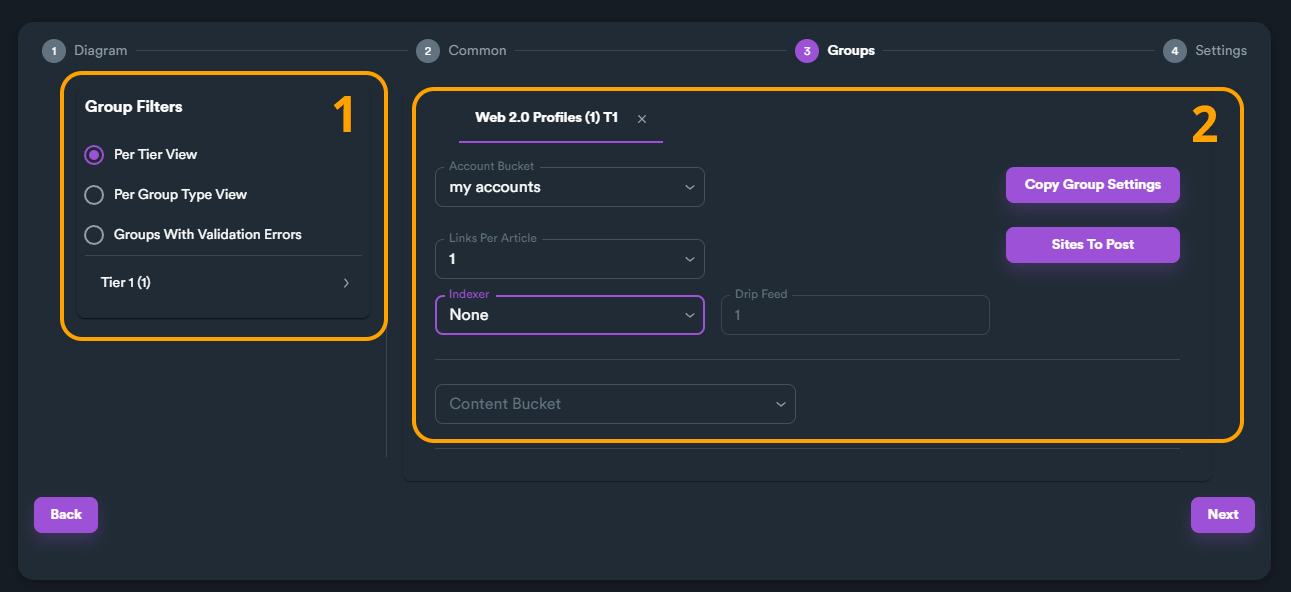 1 Diagram
2 Common
3 Groups
4 Settings
Group Filters
1
Per Tier View
Per Group Type View
Groups With Validation Errors
Tier 1 (1)
2
Web 2.0 Profiles (1) T1 ×
Account Bucket
my accounts
Copy Group Settings
Links Per Article
1
Sites To Post
Indexer
None
Drip Feed
1
Content Bucket
Back
Next